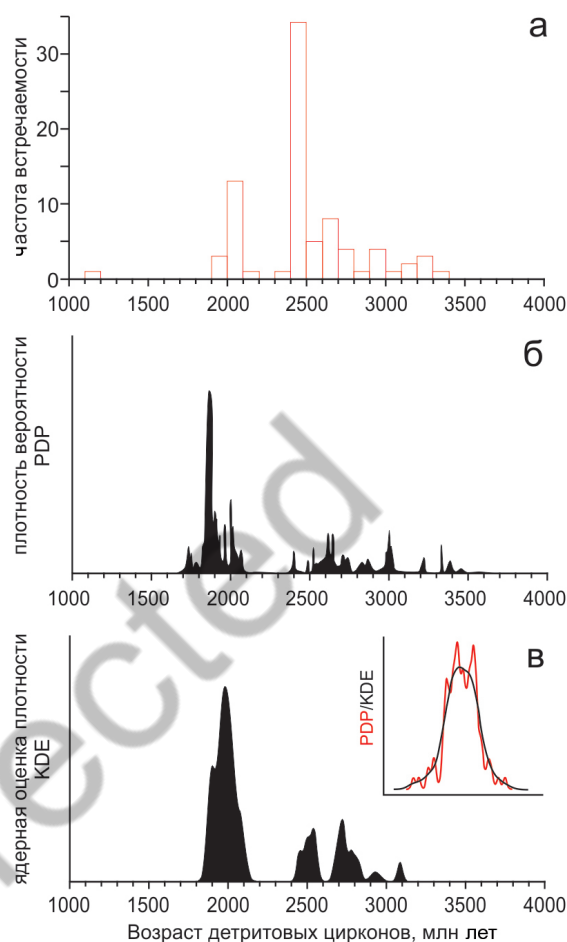 а
частота встречаемости
30
20
10
0
1000 1500 2000 2500 3000 3500 4000
б
плотность вероятности
PDP
1000 1500 2000 2500 3000 3500 4000
в
ядерная оценка плотности
KDE
PDP/KDE
1000 1500 2000 2500 3000 3500 4000
Возраст детритовых цирконов, млн лет
ected